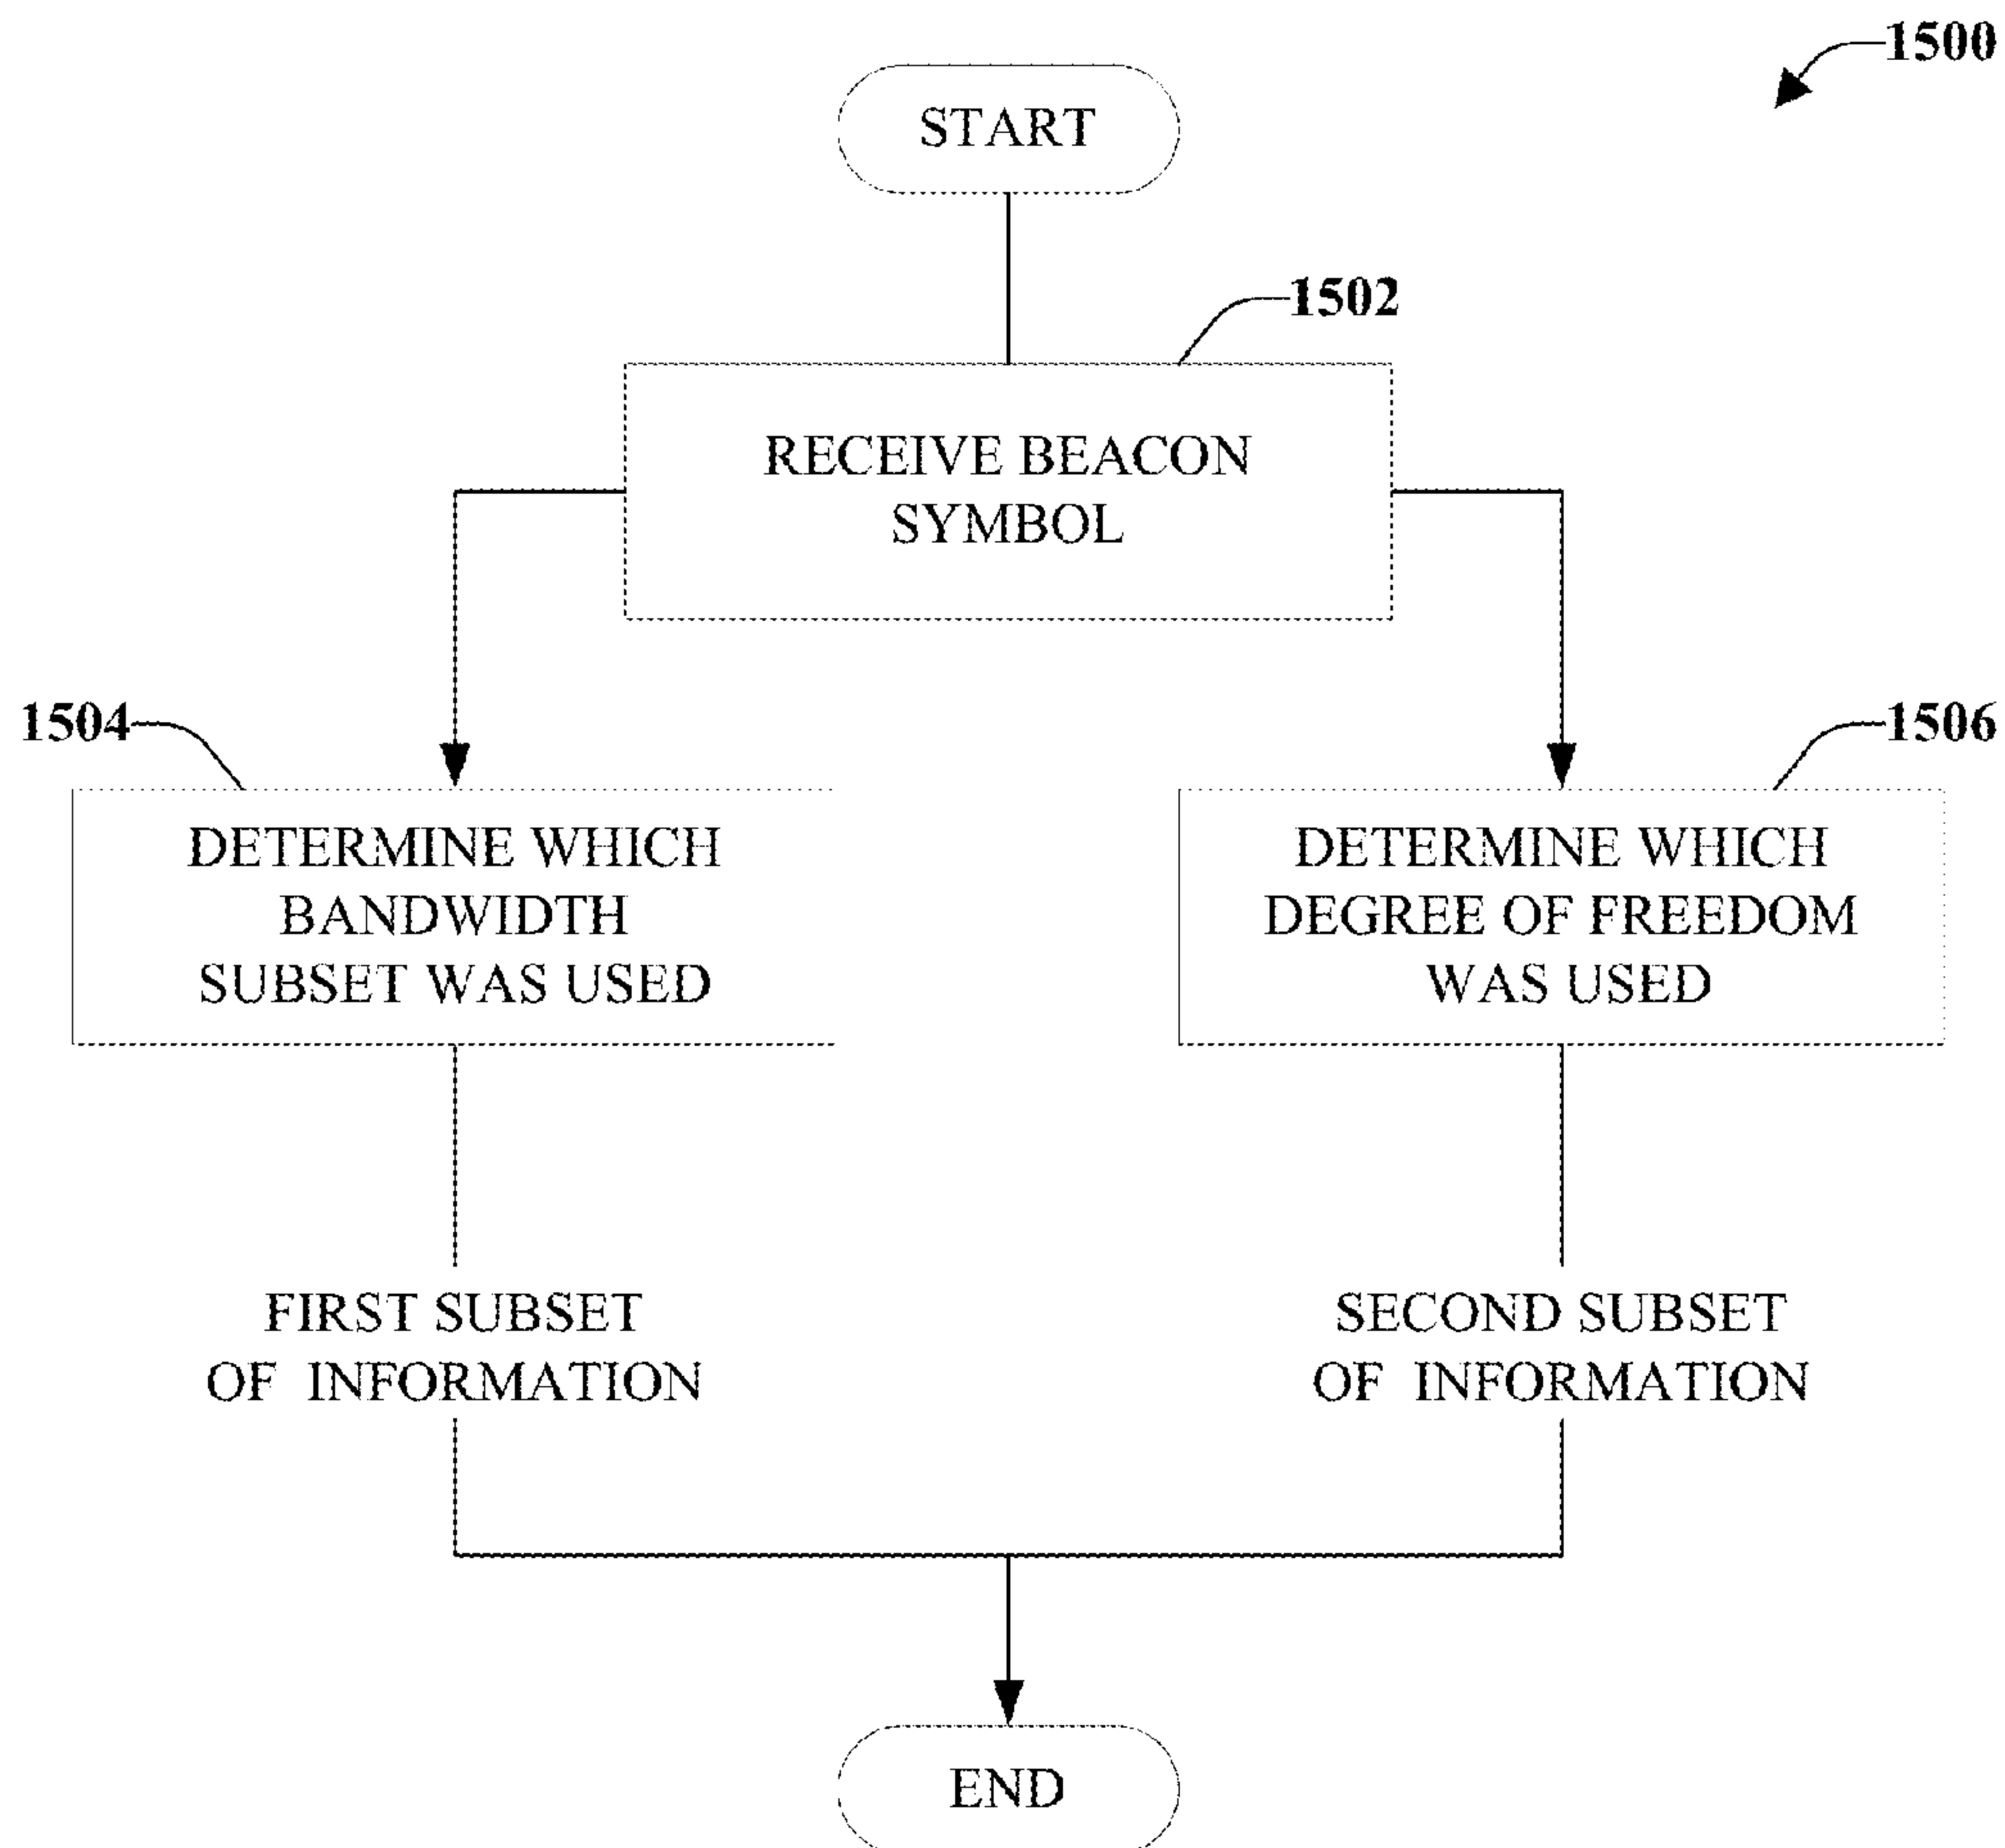 1500
START
1502
RECEIVE BEACON
SYMBOL
1504
DETERMINE WHICH
BANDWIDTH
SUBSET WAS USED
1506
DETERMINE WHICH
DEGREE OF FREEDOM
WAS USED
FIRST SUBSET
OF INFORMATION
SECOND SUBSET
OF INFORMATION
END